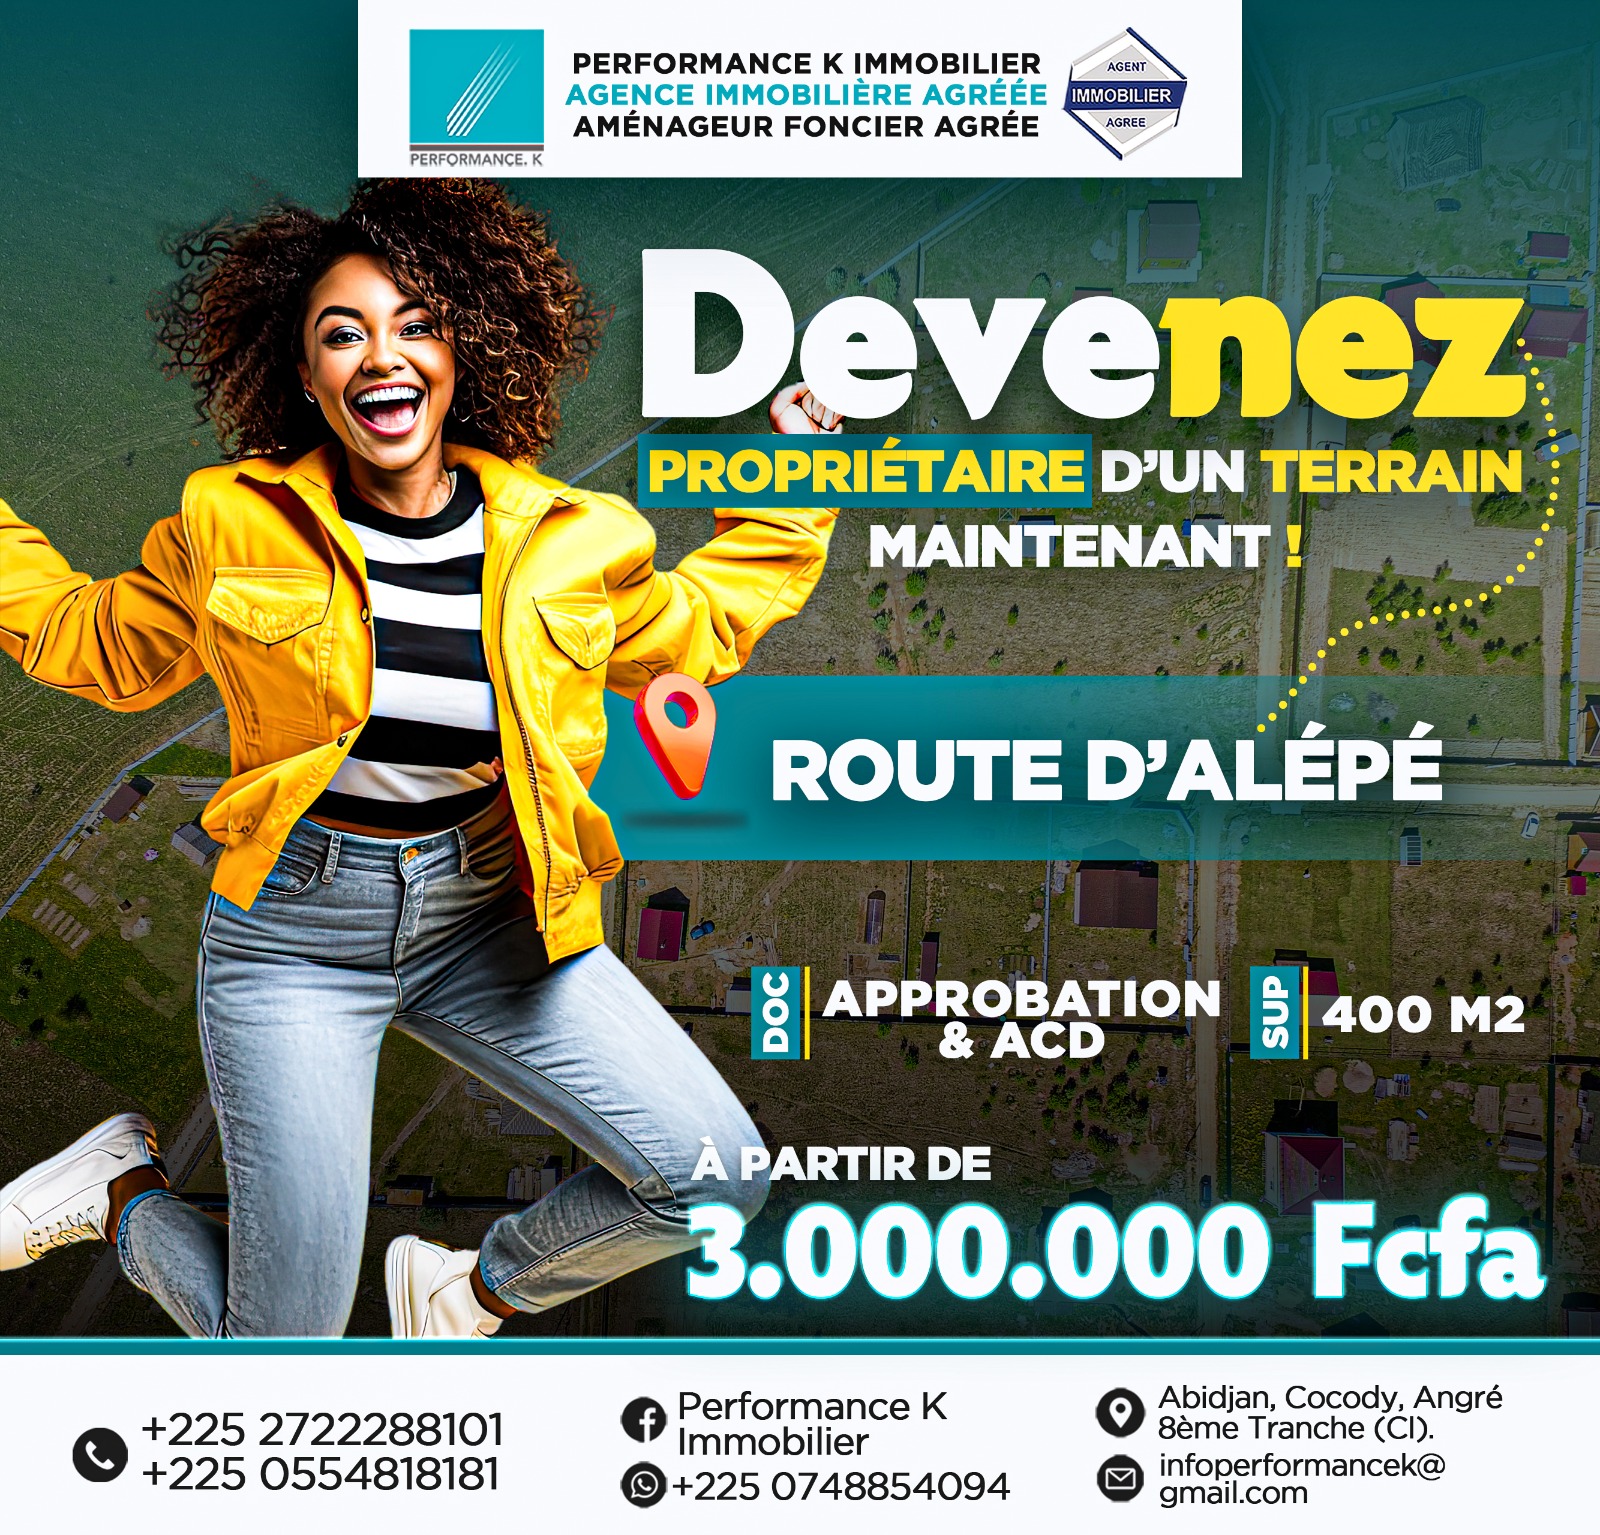 PERFORMANCE. K
PERFORMANCE K IMMOBILIER
AGENCE IMMOBILIÈRE AGRÉÉE
AMÉNAGEUR FONCIER AGRÉE
AGENT
IMMOBILIER
AGREE
Devenez
PROPRIÉTAIRE D'UN TERRAIN
MAINTENANT !
ROUTE D'ALÉPÉ
DOC
APPROBATION
& ACD
SUP
400 M2
À PARTIR DE
3.000.000 Fcfa
+225 2722288101
+225 0554818181
Performance K
Immobilier
+225 0748854094
Abidjan, Cocody, Angré
8ème Tranche (CI).
infoperformancek@
gmail.com